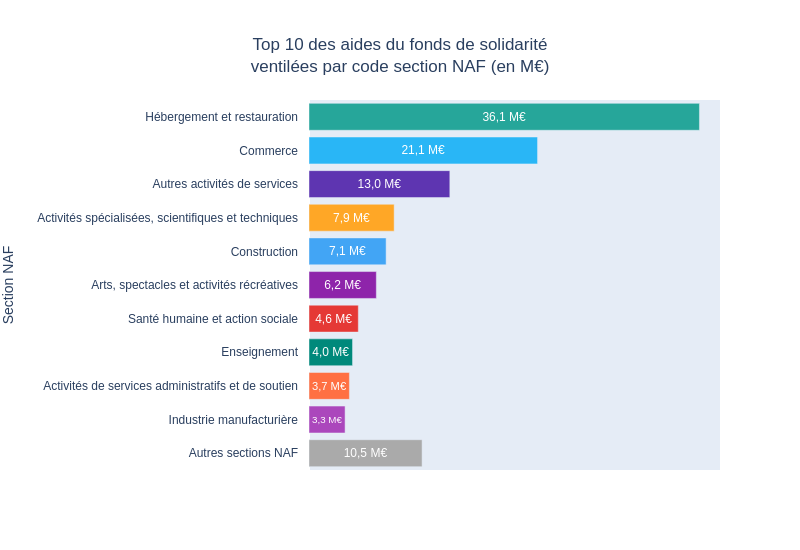 Top 10 des aides du fonds de solidarité
ventilées par code section NAF (en M€)
Section NAF
Hébergement et restauration 36,1 M€
Commerce 21,1 M€
Autres activités de services 13,0 M€
Activités spécialisées, scientifiques et techniques 7,9 M€
Construction 7,1 M€
Arts, spectacles et activités récréatives 6,2 M€
Santé humaine et action sociale 4,6 M€
Enseignement 4,0 M€
Activités de services administratifs et de soutien 3,7 M€
Industrie manufacturière 3,3 M€
Autres sections NAF 10,5 M€